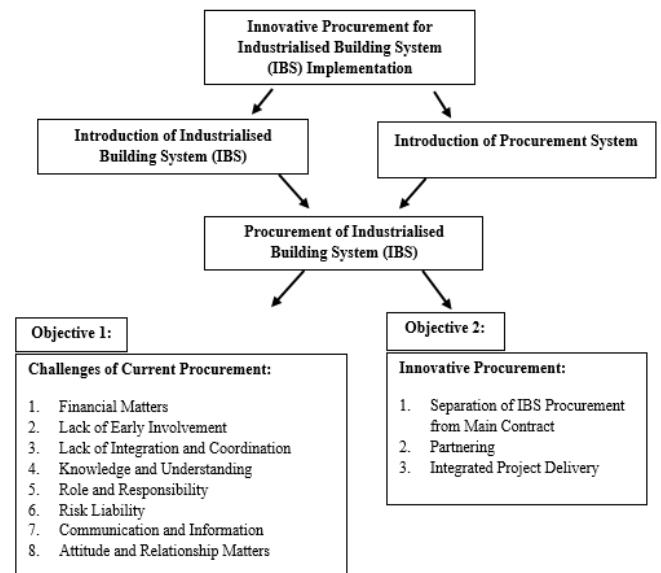 Innovative Procurement for
Industrialised Building System
(IBS) Implementation
Introduction of Industrialised
Building System (IBS)
Introduction of Procurement System
Procurement of Industrialised
Building System (IBS)
Objective 1:
Challenges of Current Procurement:
1. Financial Matters
2. Lack of Early Involvement
3. Lack of Integration and Coordination
4. Knowledge and Understanding
5. Role and Responsibility
6. Risk Liability
7. Communication and Information
8. Attitude and Relationship Matters
Objective 2:
Innovative Procurement:
1. Separation of IBS Procurement
from Main Contract
2. Partnering
3. Integrated Project Delivery